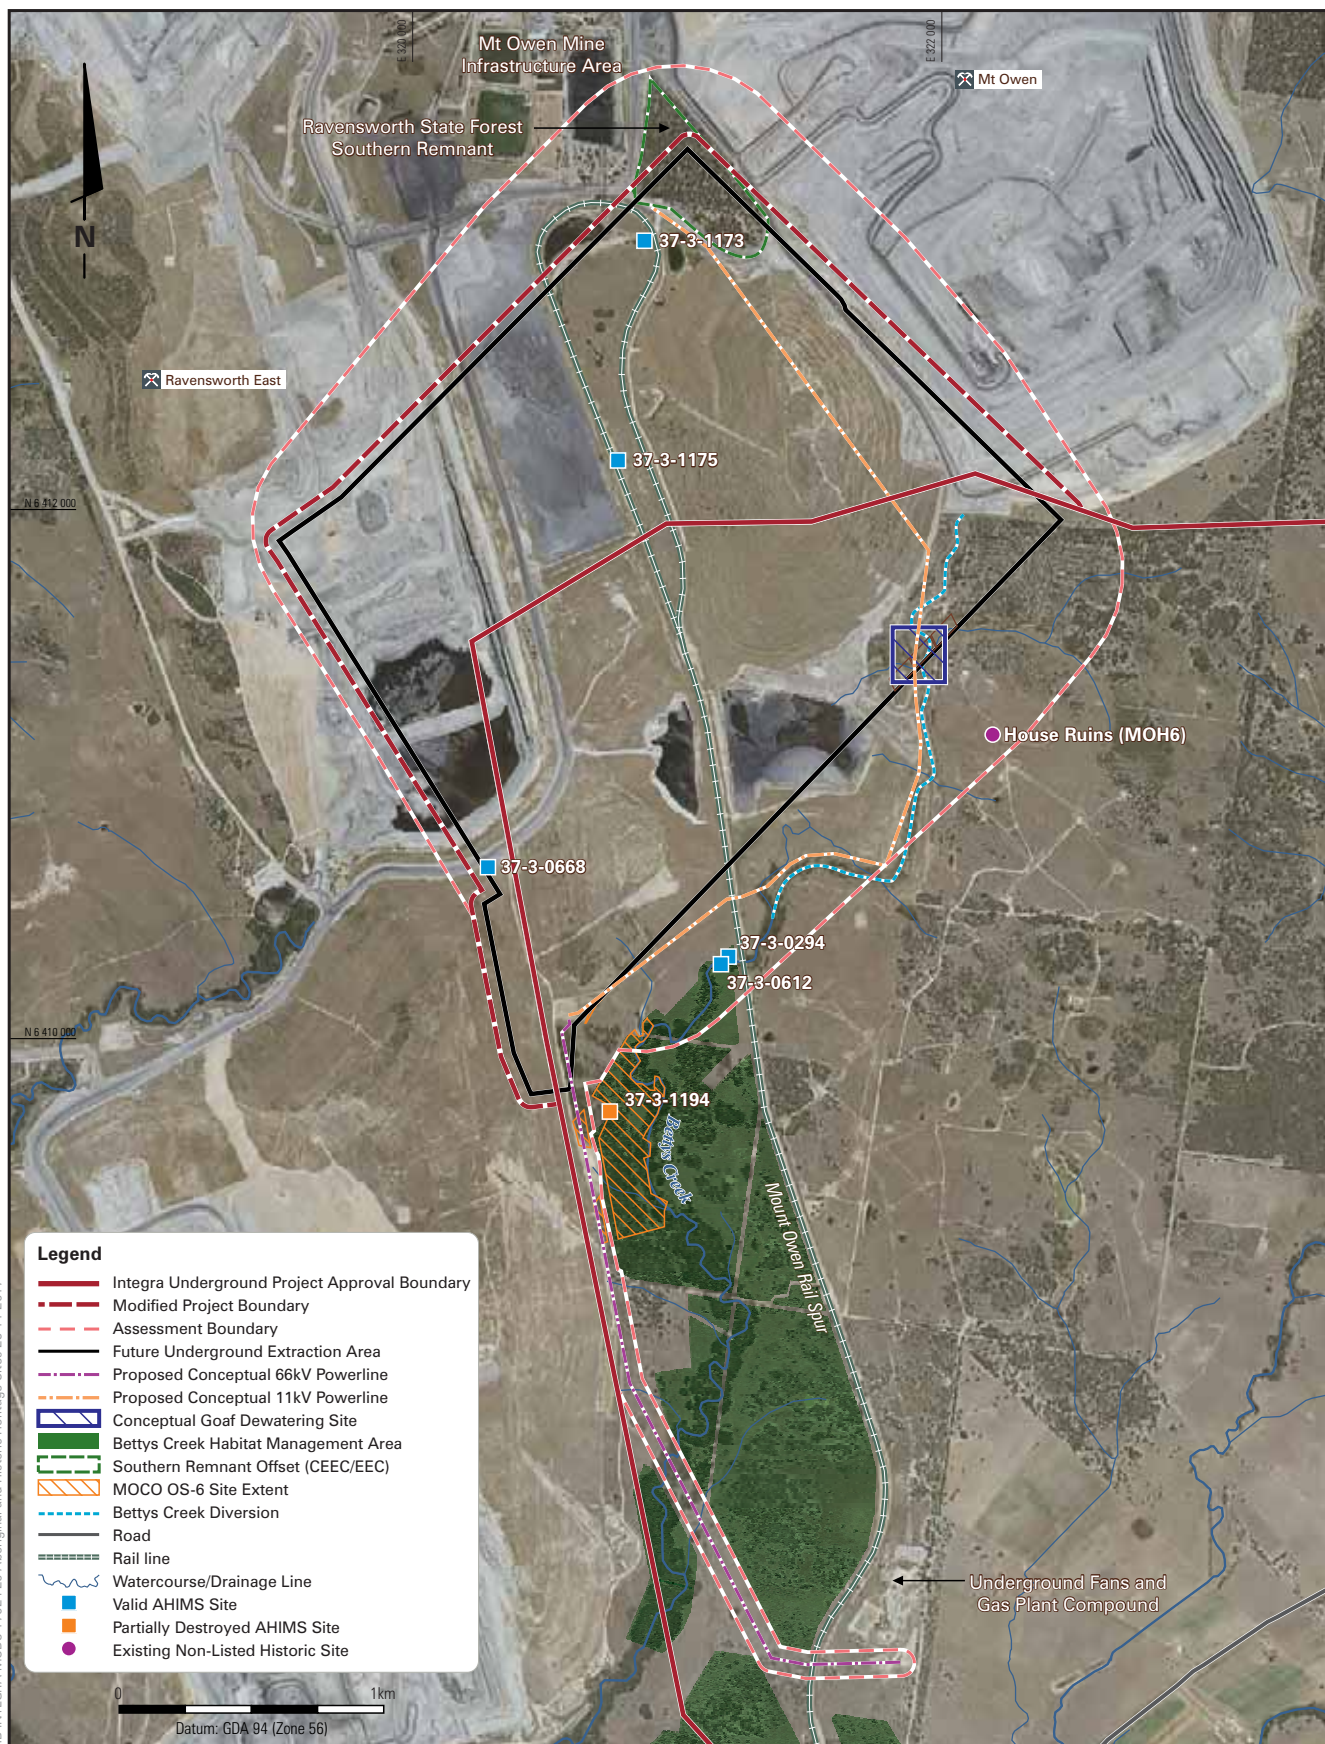 E 320 000
E 322 000
Mt Owen Mine
Infrastructure Area
Mt Owen
Ravensworth State Forest
Southern Remnant
N
37-3-1173
Ravensworth East
37-3-1175
N 6 412 000
House Ruins (MOH6)
37-3-0668
37-3-0294
37-3-0612
N 6 410 000
37-3-1194
Bettys Creek
Mount Owen Rail Spur
Underground Fans and
Gas Plant Compound
Legend
Integra Underground Project Approval Boundary
Modified Project Boundary
Assessment Boundary
Future Underground Extraction Area
Proposed Conceptual 66kV Powerline
Proposed Conceptual 11kV Powerline
Conceptual Goaf Dewatering Site
Bettys Creek Habitat Management Area
Southern Remnant Offset (CEEC/EEC)
MOCO OS-6 Site Extent
Bettys Creek Diversion
Road
Rail line
Watercourse/Drainage Line
Valid AHIMS Site
Partially Destroyed AHIMS Site
Existing Non-Listed Historic Site
0 1km
Datum: GDA 94 (Zone 56)